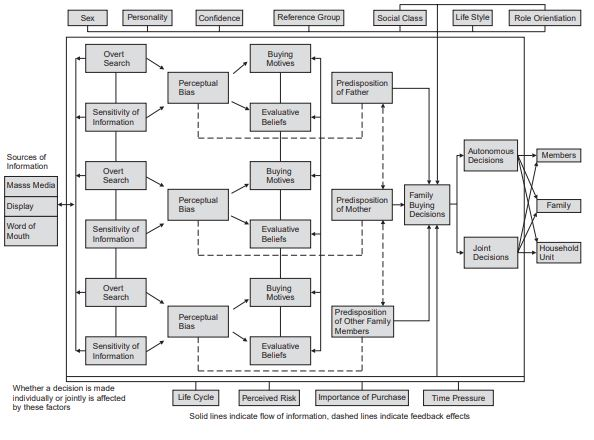 Sex
Personality
Confidence
Reference Group
Social Class
Life Style
Role Orientation
Overt
Search
Sensitivity of
Information
Perceptual
Bias
Buying
Motives
Evaluative
Beliefs
Predisposition
of Father
Sources of
Information
Masss Media
Display
Word of
Mouth
Overt
Search
Sensitivity of
Information
Perceptual
Bias
Buying
Motives
Evaluative
Beliefs
Predisposition
of Mother
Family
Buying
Decisions
Autonomous
Decisions
Joint
Decisions
Members
Family
Household
Unit
Overt
Search
Sensitivity of
Information
Perceptual
Bias
Buying
Motives
Evaluative
Beliefs
Predisposition
of Other Family
Members
Whether a decision is made
individually or jointly is affected
by these factors
Life Cycle
Perceived Risk
Importance of Purchase
Time Pressure
Solid lines indicate flow of information, dashed lines indicate feedback effects